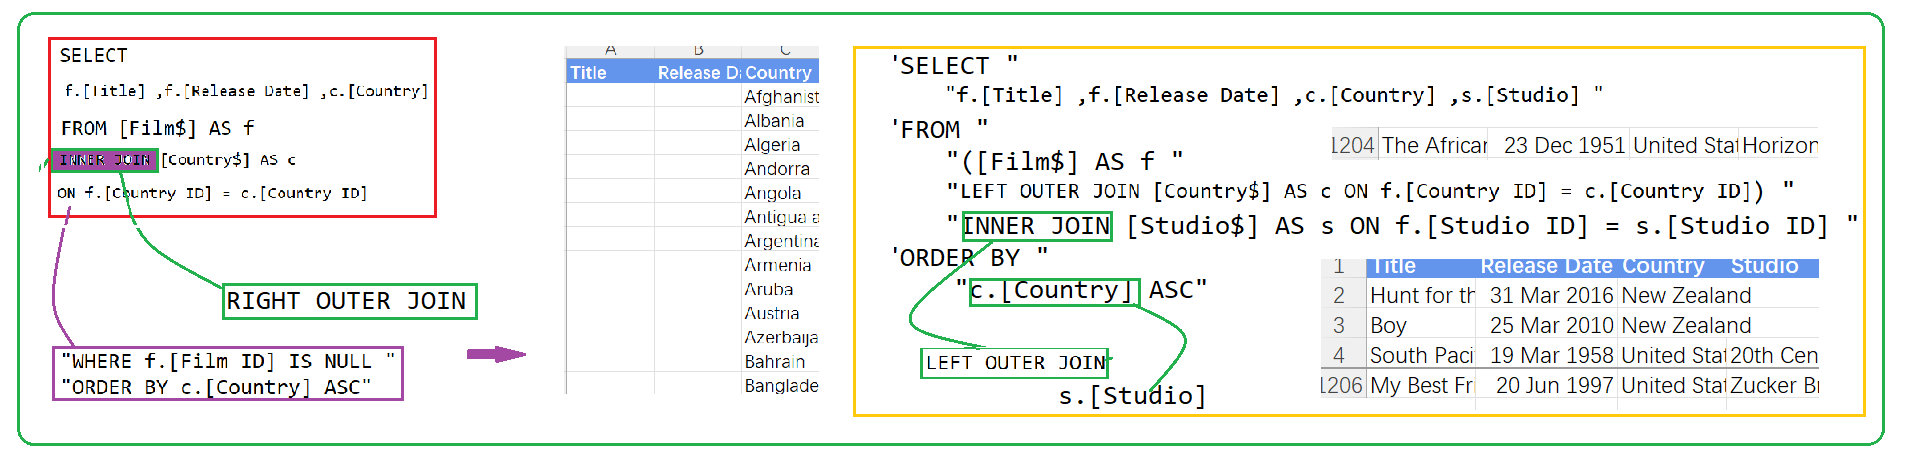 SELECT
f.[Title] ,f.[Release Date] ,c.[Country]
FROM [Film$] AS f
INNER JOIN [Country$] AS c
ON f.[Country ID] = c.[Country ID]
RIGHT OUTER JOIN
"WHERE f.[Film ID] IS NULL "
"ORDER BY c.[Country] ASC"
A B C
Title Release Da Country
Afghanist
Albania
Algeria
Andorra
Angola
Antigua a
Argentina
Armenia
Aruba
Austria
Azerbaija
Bahrain
Banglade
'SELECT "
"f.[Title] ,f.[Release Date] ,c.[Country] ,s.[Studio] "
'FROM "
"([Film$] AS f "
"LEFT OUTER JOIN [Country$] AS c ON f.[Country ID] = c.[Country ID]) "
"INNER JOIN [Studio$] AS s ON f.[Studio ID] = s.[Studio ID] "
'ORDER BY "
"c.[Country] ASC"
LEFT OUTER JOIN
s.[Studio]
1204 The Africar 23 Dec 1951 United Stat Horizon
1 Title Release Date Country Studio
2 Hunt for th 31 Mar 2016 New Zealand
3 Boy 25 Mar 2010 New Zealand
4 South Paci 19 Mar 1958 United Stat 20th Cen
1206 My Best Fri 20 Jun 1997 United Stat Zucker Br